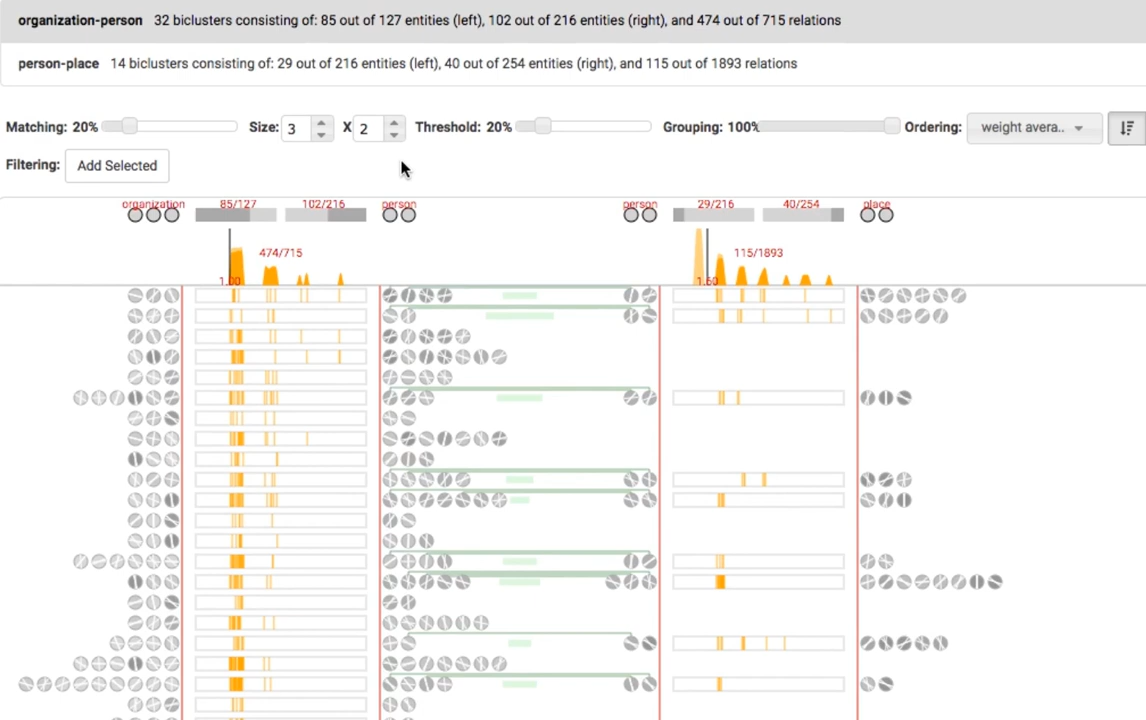 organization-person 32 biclusters consisting of: 85 out of 127 entities (left), 102 out of 216 entities (right), and 474 out of 715 relations
person-place 14 biclusters consisting of: 29 out of 216 entities (left), 40 out of 254 entities (right), and 115 out of 1893 relations
Matching: 20% Size: 3 X 2 Threshold: 20% Grouping: 100% Ordering: weight avera..
Filtering: Add Selected
organization 85/127 102/216 person person 29/216 40/254 place
474/715 115/1893
1.00 1.60